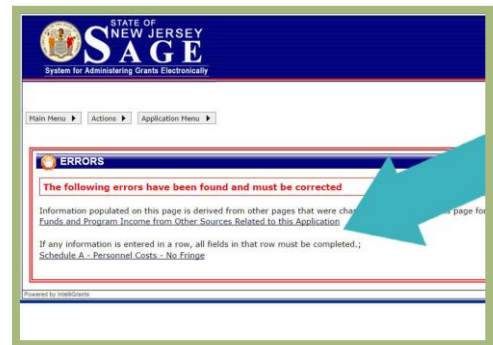 STATE OF
NEW JERSEY
SAGE
System for Administering Grants Electronically
Main Menu
Actions
Application Menu
ERRORS
The following errors have been found and must be corrected
Information populated on this page is derived from other pages that were page for
Funds and Program Income from Other Sources Related to this Application
If any information is entered in a row, all fields in that row must be completed.;
Schedule A - Personnel Costs - No Fringe
Powered by IntelliGrants